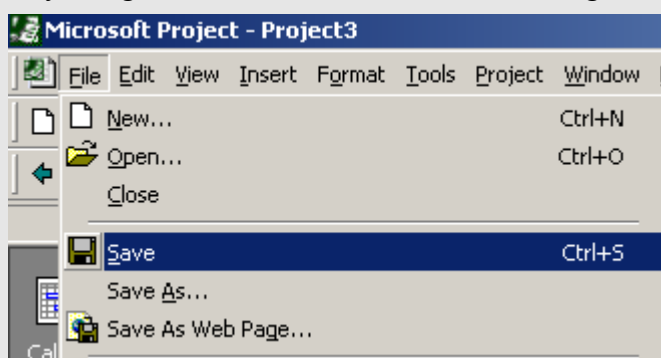 Microsoft Project - Project3
File Edit View Insert Format Tools Project Window
New... Ctrl+N
Open... Ctrl+O
Close
Save Ctrl+S
Save As...
Save As Web Page...